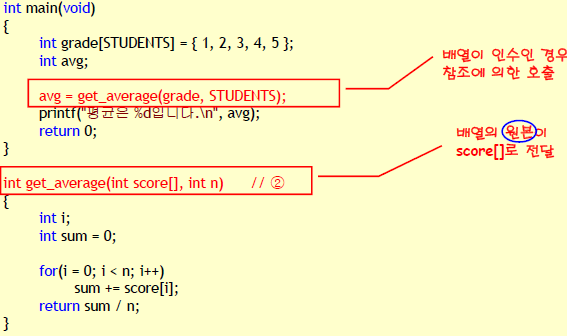 int main(void)
{
int grade[STUDENTS] = { 1, 2, 3, 4, 5 };
int avg;
avg = get_average(grade, STUDENTS);
printf("평균은 %d입니다.\n", avg);
return 0;
}
배열이 인수인 경우
참조에 의한 호출
배열의 원본이
score[]로 전달
int get_average(int score[], int n) // ②
{
int i;
int sum = 0;
for(i = 0; i < n; i++)
sum += score[i];
return sum / n;
}